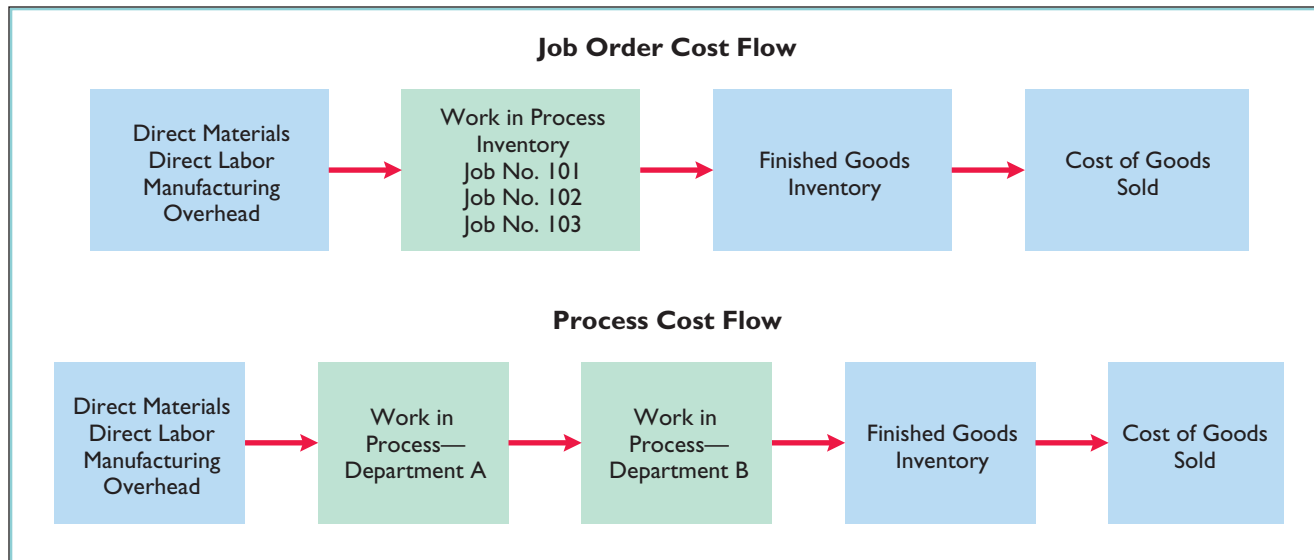 Job Order Cost Flow
Direct Materials
Direct Labor
Manufacturing
Overhead
Work in Process
Inventory
Job No. 101
Job No. 102
Job No. 103
Finished Goods
Inventory
Cost of Goods
Sold
Process Cost Flow
Direct Materials
Direct Labor
Manufacturing
Overhead
Work in
Process—
Department A
Work in
Process—
Department B
Finished Goods
Inventory
Cost of Goods
Sold